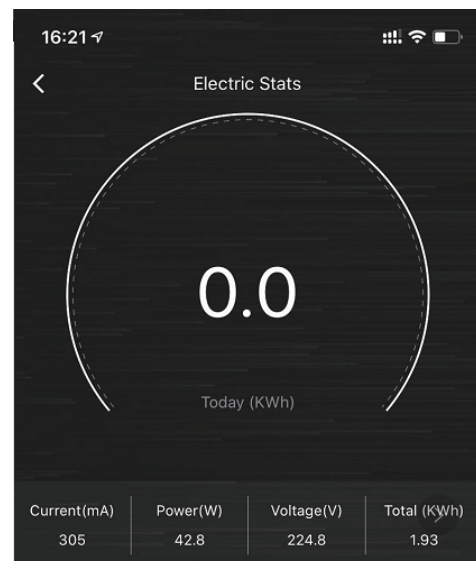 16:21
Electric Stats
0.0
Today (KWh)
Current(mA) Power(W) Voltage(V) Total (KWh)
305 42.8 224.8 1.93